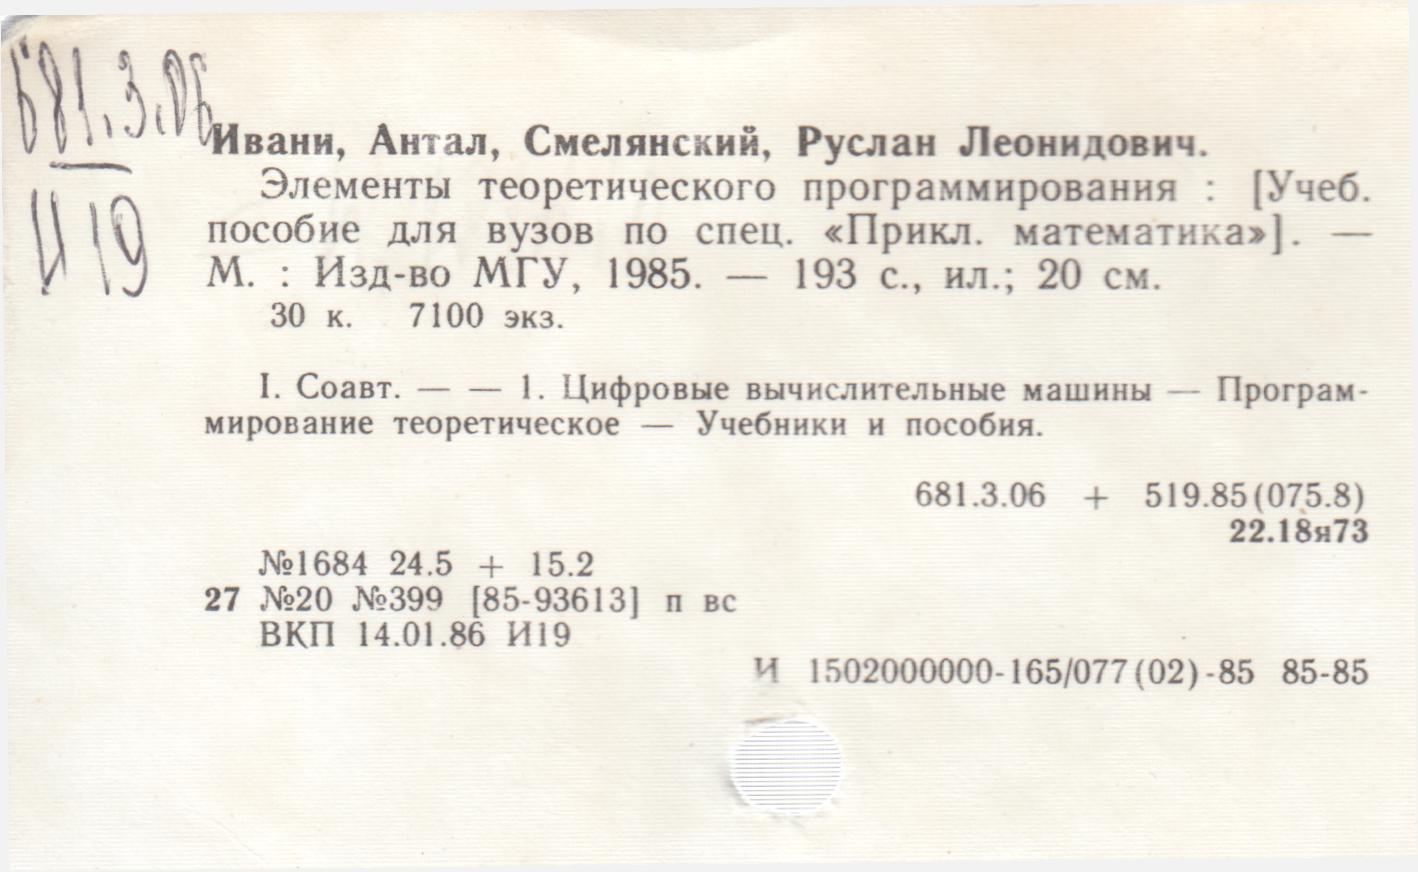 681.3.06
И19
Ивани, Антал, Смелянский, Руслан Леонидович.
Элементы теоретического программирования : [Учеб.
пособие для вузов по спец. «Прикл. математика»]. —
М. : Изд-во МГУ, 1985. — 193 с., ил.; 20 см.
30 к. 7100 экз.
I. Соавт. — — 1. Цифровые вычислительные машины — Програм-
мирование теоретическое — Учебники и пособия.
681.3.06 + 519.85(075.8)
22.18я73
№1684 24.5 + 15.2
27 №20 №399 [85-93613] п вс
ВКП 14.01.86 И19
И 1502000000-165/077(02)-85 85-85